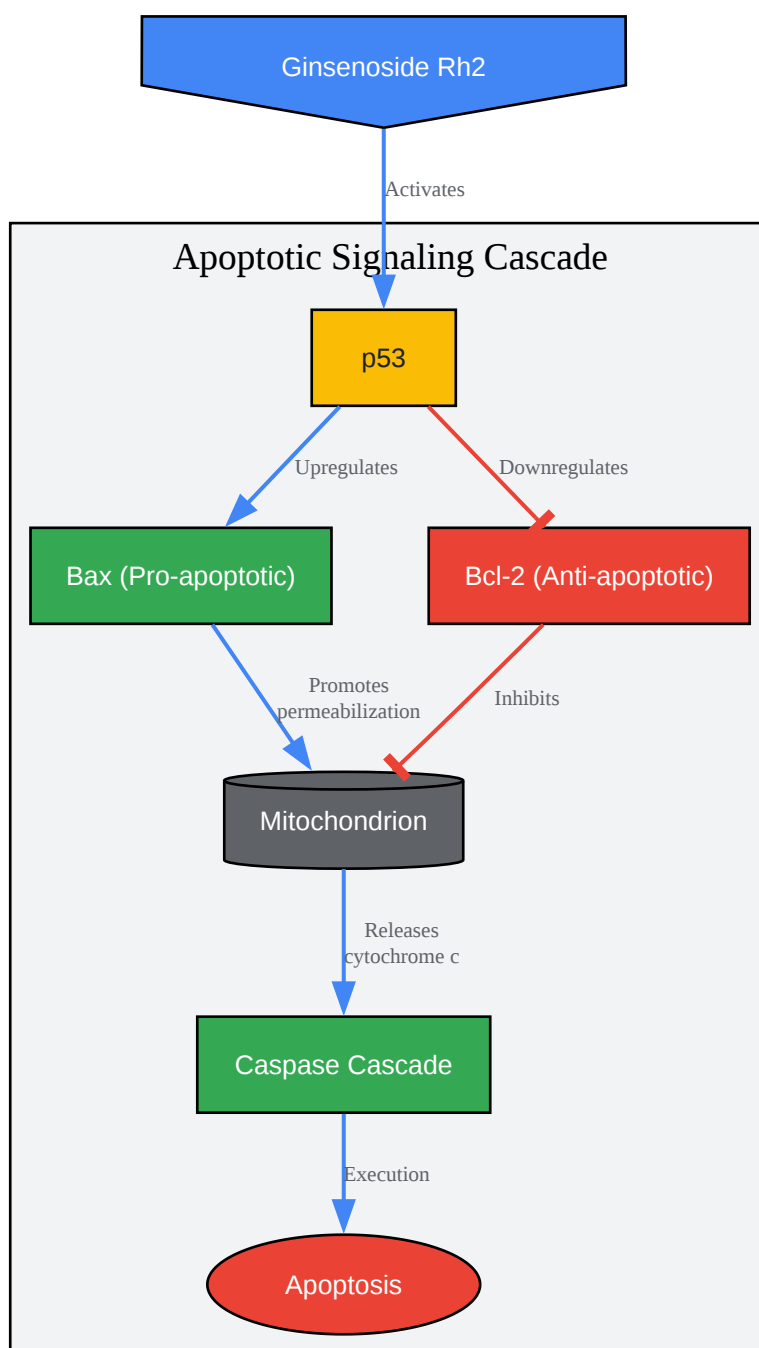 Ginsenoside Rh2
Activates
Apoptotic Signaling Cascade
p53
Upregulates
Downregulates
Bax (Pro-apoptotic)
Bcl-2 (Anti-apoptotic)
Promotes
permeabilization
Inhibits
Mitochondrion
Releases
cytochrome c
Caspase Cascade
Execution
Apoptosis